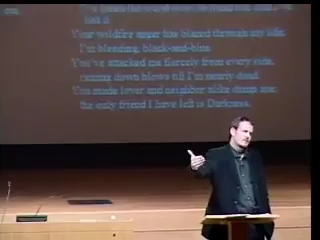 lost it
Your wildfire anger has blazed through my life;
I'm bleeding, black-and-blue.
You've attacked me fiercely from every side,
raining down blows till I'm nearly dead.
You made lover and neighbor alike dump me;
the only friend I have left is Darkness.